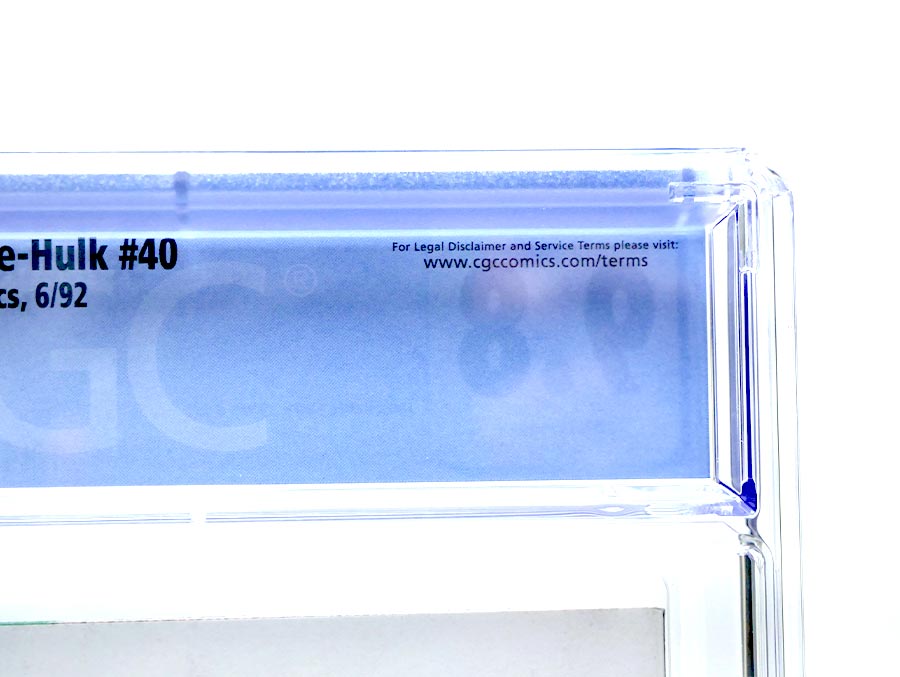 e-Hulk #40
cs, 6/92
For Legal Disclaimer and Service Terms please visit:
www.cgccomics.com/terms
GC®